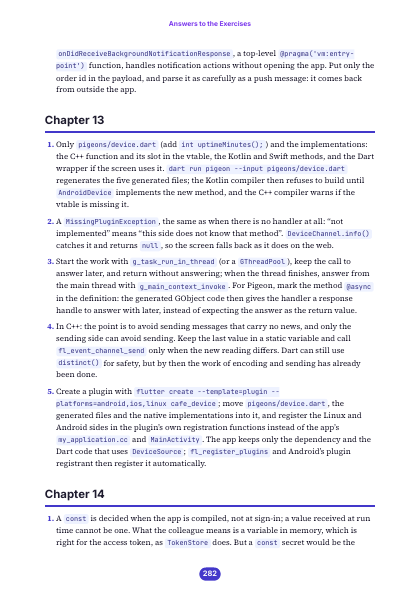 Answers to the Exercises
onDidReceiveBackgroundNotificationResponse, a top-level @pragma('vm:entry-
point') function, handles notification actions without opening the app. Put only the
order id in the payload, and parse it as carefully as a push message: it comes back
from outside the app.
Chapter 13
1. Only pigeons/device.dart (add int uptimeMinutes();) and the implementations:
the C++ function and its slot in the vtable, the Kotlin and Swift methods, and the Dart
wrapper if the screen uses it. dart run pigeon --input pigeons/device.dart
regenerates the five generated files; the Kotlin compiler then refuses to build until
AndroidDevice implements the new method, and the C++ compiler warns if the
vtable is missing it.
2. A MissingPluginException, the same as when there is no handler at all: “not
implemented” means “this side does not know that method”. DeviceChannel.info()
catches it and returns null, so the screen falls back as it does on the web.
3. Start the work with g_task_run_in_thread (or a GThreadPool), keep the call to
answer later, and return without answering; when the thread finishes, answer from
the main thread with g_main_context_invoke. For Pigeon, mark the method @async
in the definition: the generated GObject code then gives the handler a response
handle to answer with later, instead of expecting the answer as the return value.
4. In C++: the point is to avoid sending messages that carry no news, and only the
sending side can avoid sending. Keep the last value in a static variable and call
fl_event_channel_send only when the new reading differs. Dart can still use
distinct() for safety, but by then the work of encoding and sending has already
been done.
5. Create a plugin with flutter create --template=plugin --
platforms=android,ios,linux cafe_device; move pigeons/device.dart, the
generated files and the native implementations into it, and register the Linux and
Android sides in the plugin’s own registration functions instead of the app’s
my_application.cc and MainActivity. The app keeps only the dependency and the
Dart code that uses DeviceSource; fl_register_plugins and Android’s plugin
registrant then register it automatically.
Chapter 14
1. A const is decided when the app is compiled, not at sign-in; a value received at run
time cannot be one. What the colleague means is a variable in memory, which is
right for the access token, as TokenStore does. But a const secret would be the
282